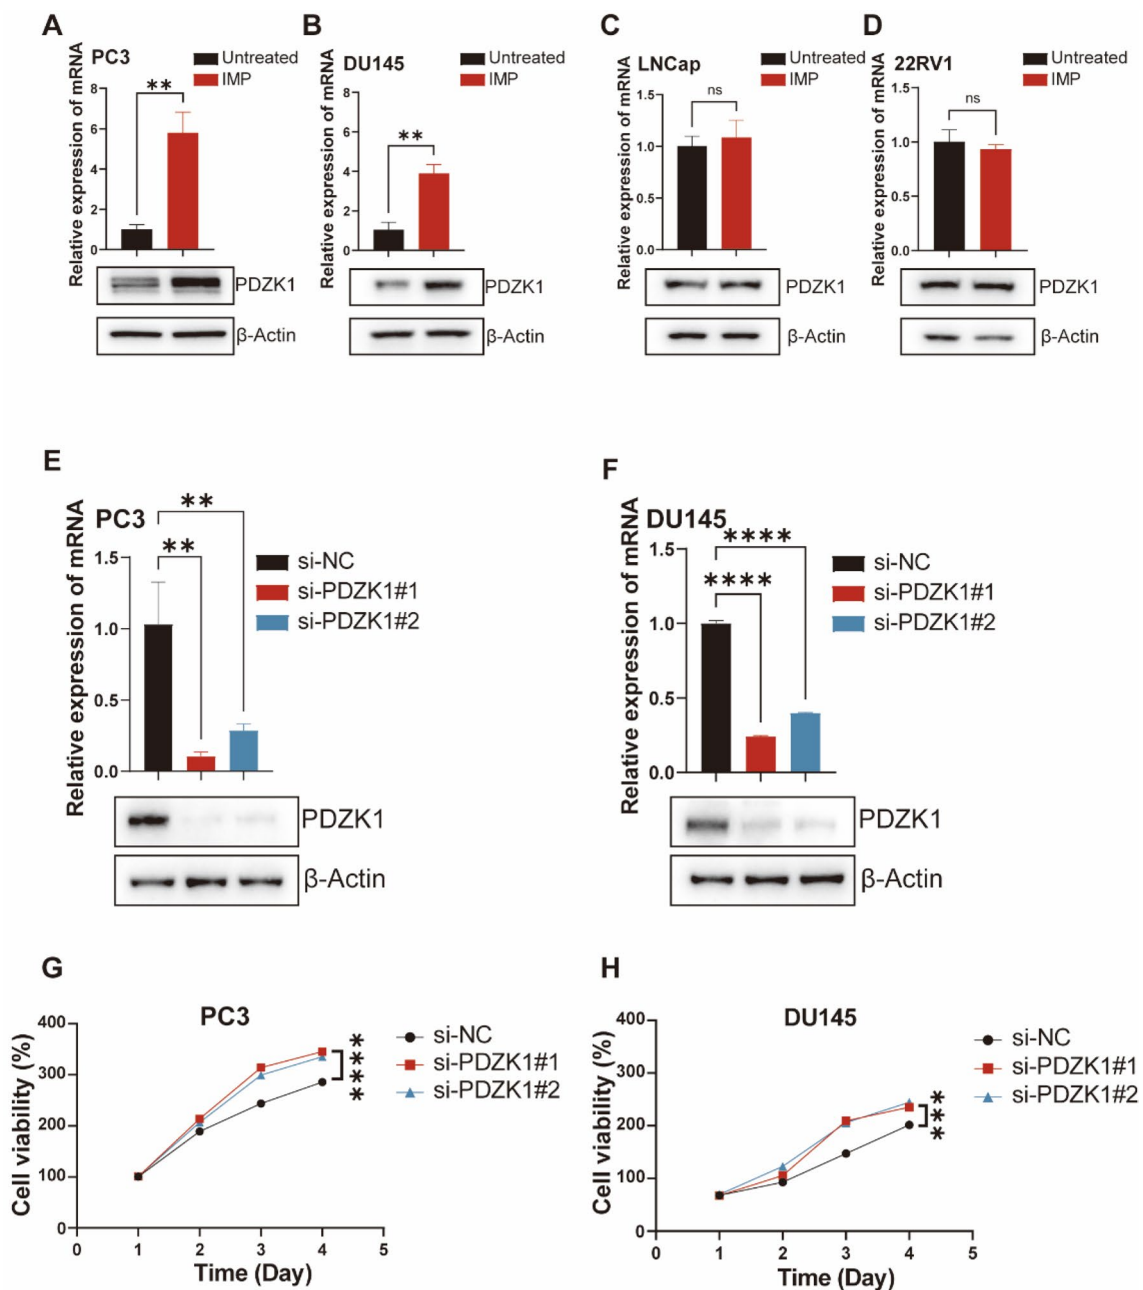 A
PC3
Untreated
IMP
Relative expression of mRNA
8
6
4
2
0
**
PDZK1
β-Actin
B
DU145
Untreated
IMP
Relative expression of mRNA
8
6
4
2
0
**
PDZK1
β-Actin
C
LNCap
Untreated
IMP
Relative expression of mRNA
1.5
1.0
0.5
0.0
ns
PDZK1
β-Actin
D
22RV1
Untreated
IMP
Relative expression of mRNA
1.5
1.0
0.5
0.0
ns
PDZK1
β-Actin
E
PC3
Relative expression of mRNA
1.5
1.0
0.5
0.0
**
**
si-NC
si-PDZK1#1
si-PDZK1#2
PDZK1
β-Actin
F
DU145
Relative expression of mRNA
1.5
1.0
0.5
0.0
****
****
si-NC
si-PDZK1#1
si-PDZK1#2
PDZK1
β-Actin
G
PC3
Cell viability (%)
400
300
200
100
0
0 1 2 3 4 5
Time (Day)
****
si-NC
si-PDZK1#1
si-PDZK1#2
H
DU145
Cell viability (%)
400
300
200
100
0
0 1 2 3 4 5
Time (Day)
***
si-NC
si-PDZK1#1
si-PDZK1#2